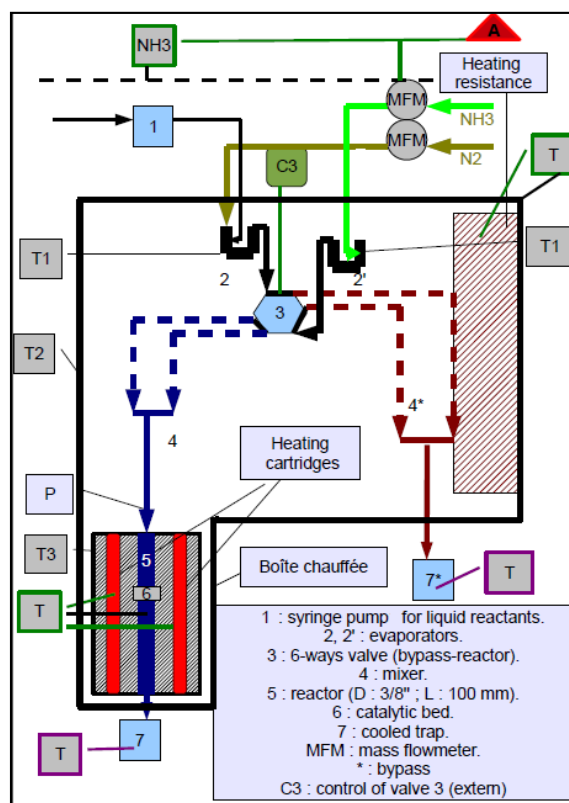 A
NH3
Heating
resistance
MFM
1
NH3
MFM
N2
C3
T
T1
2
2'
T1
3
T2
4*
4
Heating
cartridges
P
T3
5
Boîte chauffée
6
T
7*
T
7
T
1 : syringe pump for liquid reactants.
2, 2' : evaporators.
3 : 6-ways valve (bypass-reactor).
4 : mixer.
5 : reactor (D : 3/8" ; L : 100 mm).
6 : catalytic bed.
7 : cooled trap.
MFM : mass flowmeter.
* : bypass
C3 : control of valve 3 (extern)